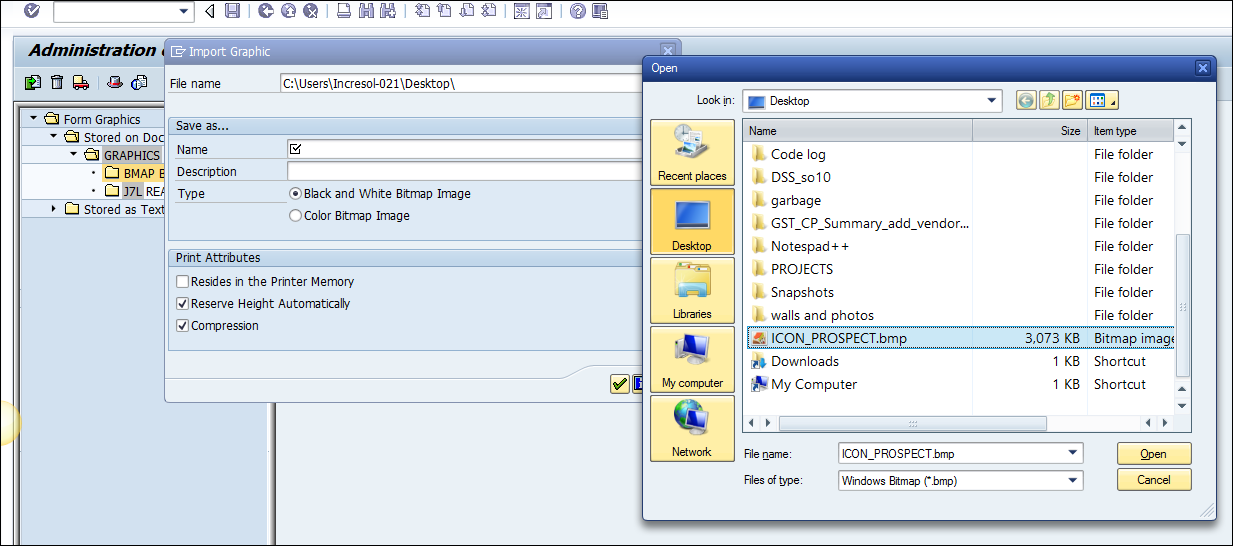 Administration
Import Graphic
File name C:\Users\Incresol-021\Desktop\
Form Graphics
Stored on Doc
GRAPHICS
BMAP B
J7L REA
Stored as Text
Save as...
Name
Description
Type Black and White Bitmap Image
Color Bitmap Image
Print Attributes
Resides in the Printer Memory
Reserve Height Automatically
Compression
Open
Look in: Desktop
Recent places
Desktop
Libraries
My computer
Network
Name Size Item type
Code log File folder
DSS_so10 File folder
garbage File folder
GST_CP_Summary_add_vendor... File folder
Notespad++ File folder
PROJECTS File folder
Snapshots File folder
walls and photos File folder
ICON_PROSPECT.bmp 3,073 KB Bitmap image
Downloads 1 KB Shortcut
My Computer 1 KB Shortcut
File name: ICON_PROSPECT.bmp Open
Files of type: Windows Bitmap (*.bmp) Cancel